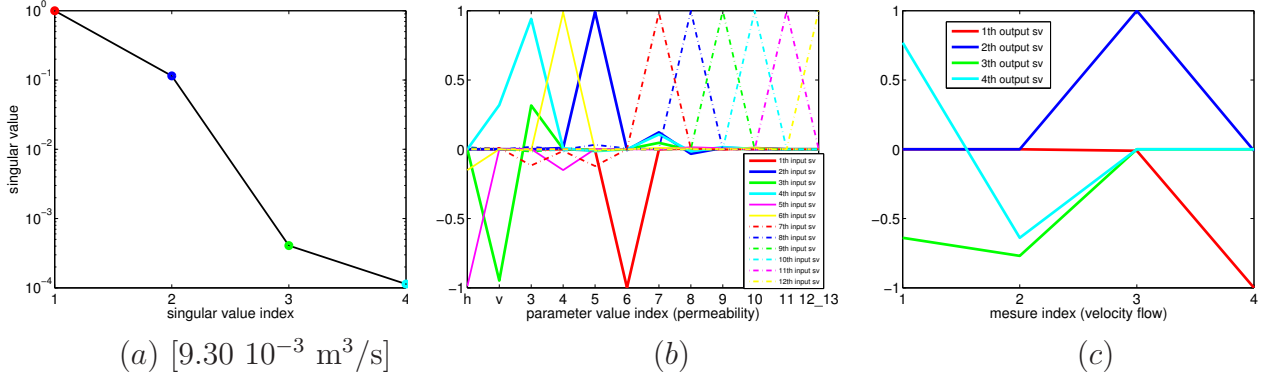 10^0
10^-1
10^-2
10^-3
10^-4
singular value
1 2 3 4
singular value index
(a) [9.30 10^-3 m^3/s]
1
0.5
0
−0.5
−1
1th input sv
2th input sv
3th input sv
4th input sv
5th input sv
6th input sv
7th input sv
8th input sv
9th input sv
10th input sv
11th input sv
12th input sv
h v 3 4 5 6 7 8 9 10 11 12_13
parameter value index (permeability)
(b)
1
0.5
0
−0.5
−1
1th output sv
2th output sv
3th output sv
4th output sv
1 2 3 4
mesure index (velocity flow)
(c)